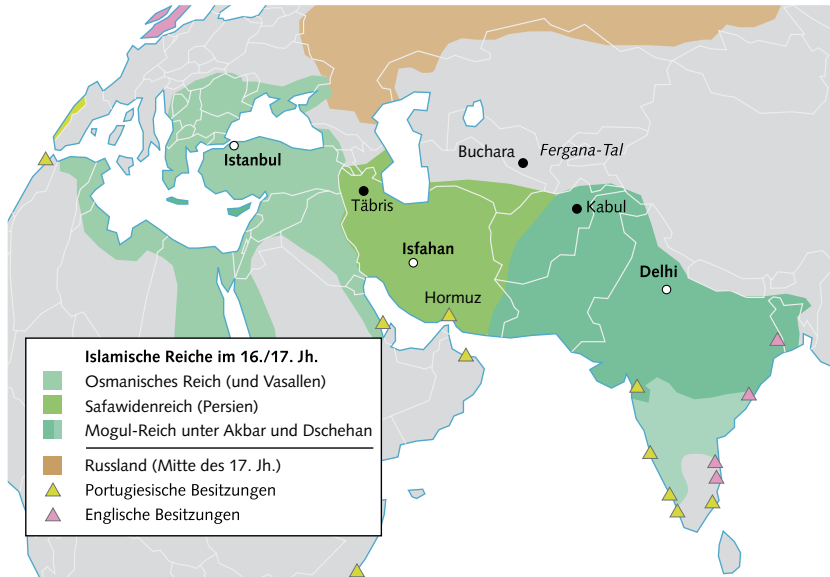 Buchara
Fergana-Tal
Istanbul
Täbris
Kabul
Isfahan
Delhi
Hormuz
Islamische Reiche im 16./17. Jh.
Osmanisches Reich (und Vasallen)
Safawidenreich (Persien)
Mogul-Reich unter Akbar und Dschehan
Russland (Mitte des 17. Jh.)
Portugiesische Besitzungen
Englische Besitzungen